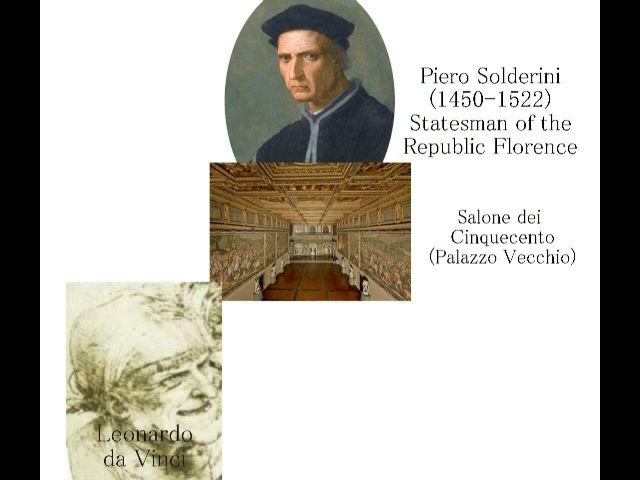 Piero Solderini
(1450-1522)
Statesman of the
Republic Florence
Salone dei
Cinquecento
(Palazzo Vecchio)
Leonardo
da Vinci